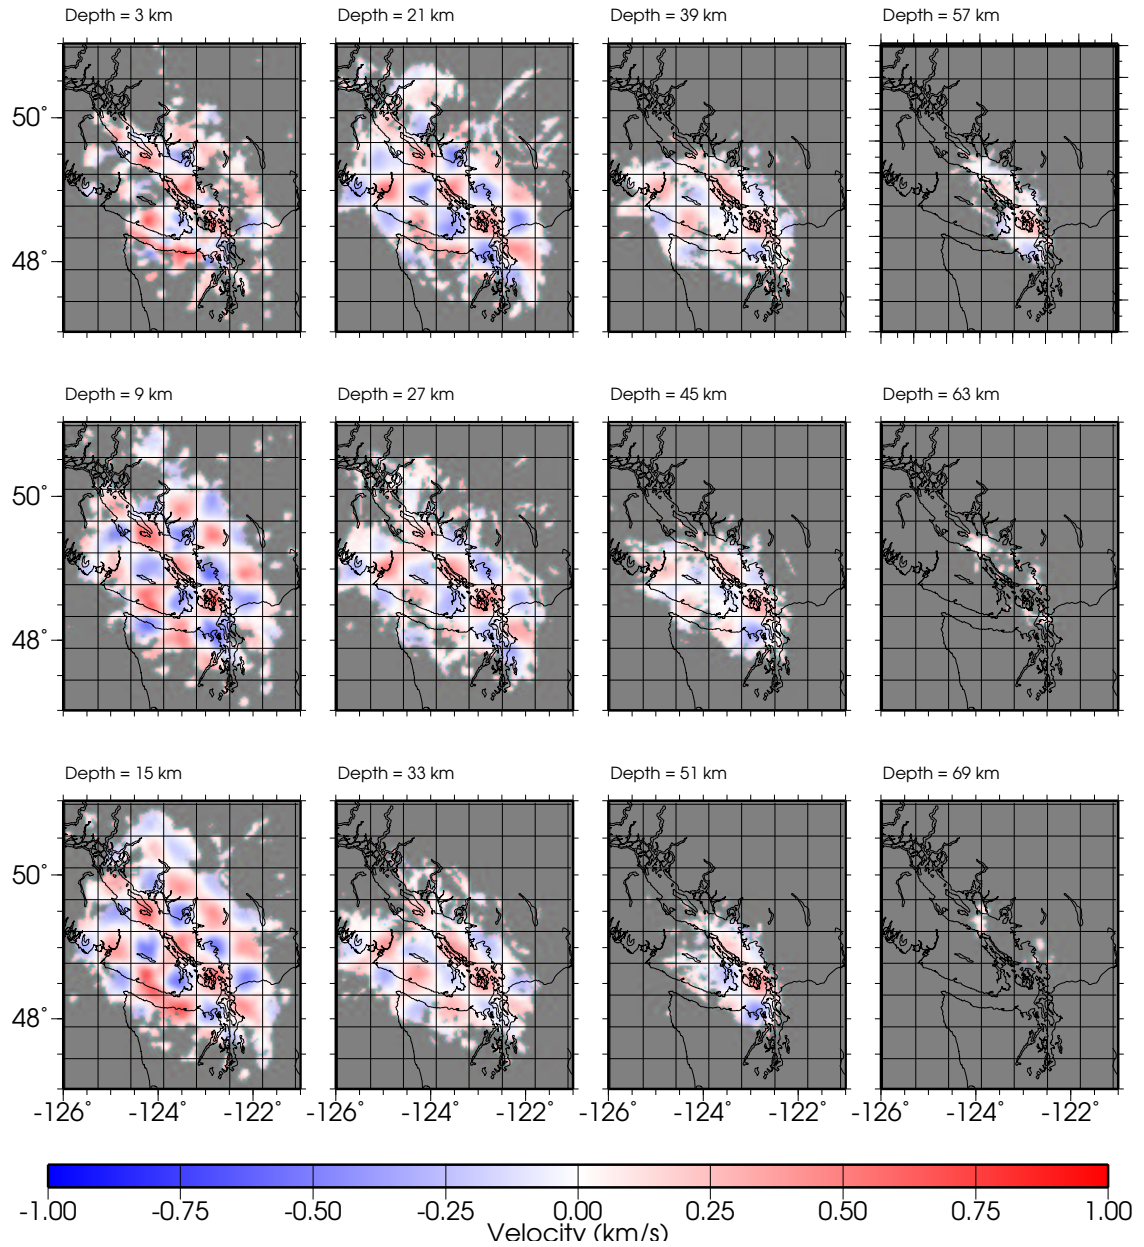 Depth = 3 km
Depth = 21 km
Depth = 39 km
Depth = 57 km
50°
48°
Depth = 9 km
Depth = 27 km
Depth = 45 km
Depth = 63 km
50°
48°
Depth = 15 km
Depth = 33 km
Depth = 51 km
Depth = 69 km
50°
48°
-126° -124° -122° -126° -124° -122° -126° -124° -122° -126° -124° -122°
-1.00 -0.75 -0.50 -0.25 0.00 0.25 0.50 0.75 1.00
Velocity (km/s)